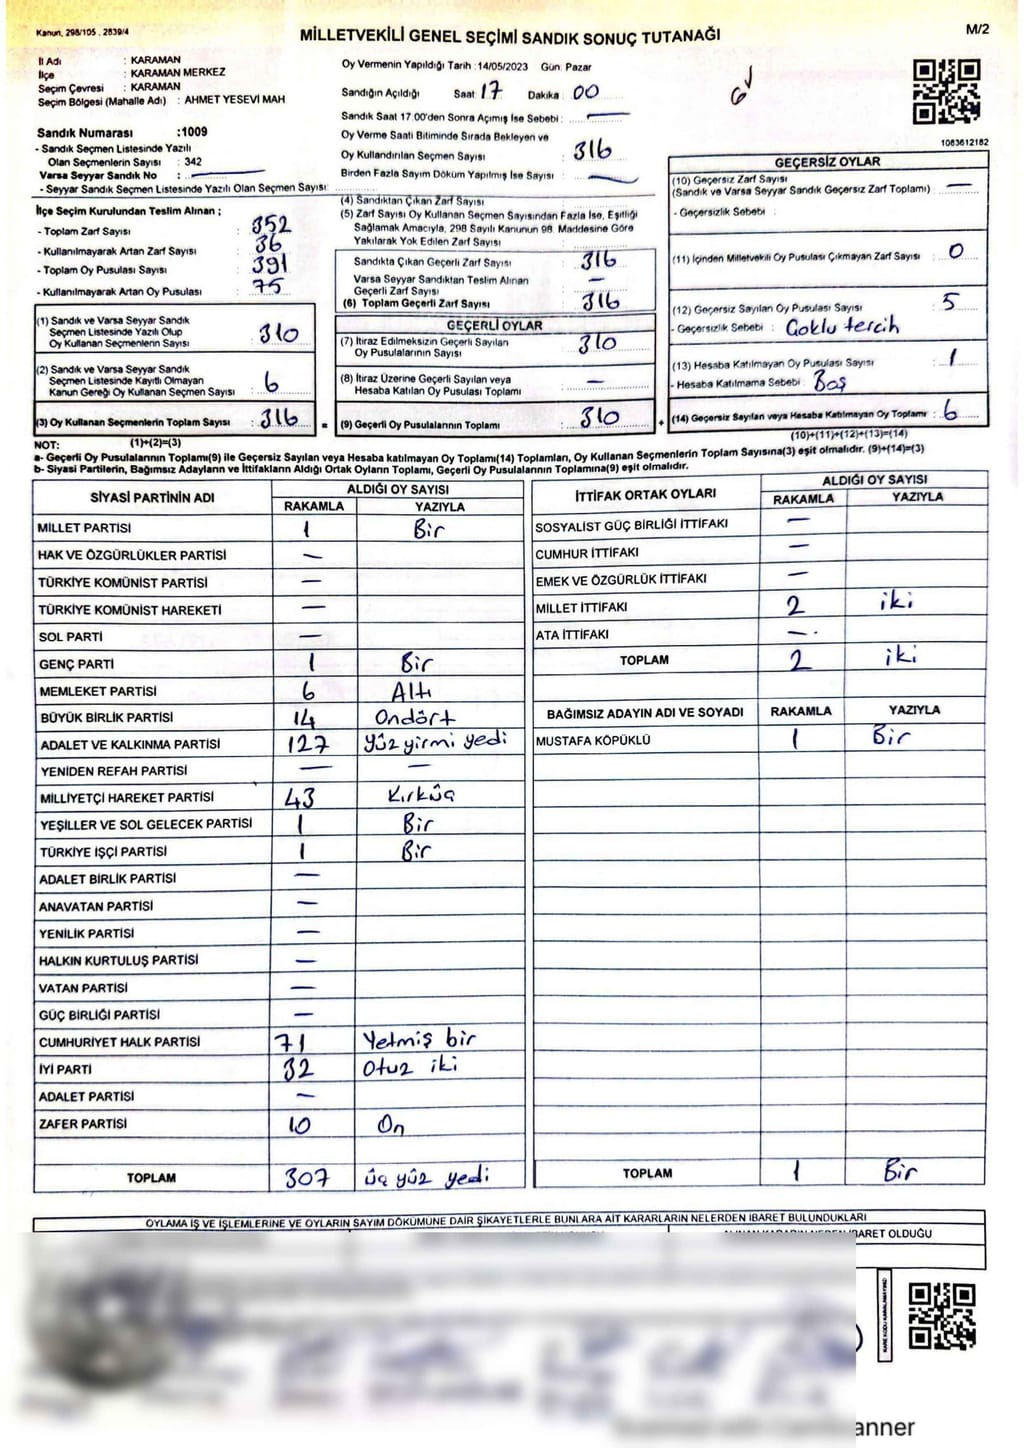 Kanun, 298/105 , 2839/4
MİLLETVEKİLİ GENEL SEÇİMİ SANDIK SONUÇ TUTANAĞI
M/2
İl Adı : KARAMAN
İlçe : KARAMAN MERKEZ
Seçim Çevresi : KARAMAN
Seçim Bölgesi (Mahalle Adı) : AHMET YESEVİ MAH
Sandık Numarası :1009
- Sandık Seçmen Listesinde Yazılı
Olan Seçmenlerin Sayısı : 342
Varsa Seyyar Sandık No : —
- Seyyar Sandık Seçmen Listesinde Yazılı Olan Seçmen Sayısı:
Oy Vermenin Yapıldığı Tarih :14/05/2023 Gün: Pazar
Sandığın Açıldığı Saat 17 Dakika : 00
Sandık Saat 17.00'den Sonra Açımış İse Sebebi : —
Oy Verme Saati Bitiminde Sırada Bekleyen ve
Oy Kullandırılan Seçmen Sayısı : 316
Birden Fazla Sayım Döküm Yapılmış İse Sayısı : —
6
1083612182
İlçe Seçim Kurulundan Teslim Alınan ;
- Toplam Zarf Sayısı : 352
- Kullanılmayarak Artan Zarf Sayısı : 36
- Toplam Oy Pusulası Sayısı : 391
- Kullanılmayarak Artan Oy Pusulası : 75
(1) Sandık ve Varsa Seyyar Sandık
Seçmen Listesinde Yazılı Olup
Oy Kullanan Seçmenlerin Sayısı : 310
(2) Sandık ve Varsa Seyyar Sandık
Seçmen Listesinde Kayıtlı Olmayan
Kanun Gereği Oy Kullanan Seçmen Sayısı : 6
(3) Oy Kullanan Seçmenlerin Toplam Sayısı : 316
(1)+(2)=(3)
(4) Sandıktan Çıkan Zarf Sayısı
(5) Zarf Sayısı Oy Kullanan Seçmen Sayısından Fazla İse, Eşitliği
Sağlamak Amacıyla, 298 Sayılı Kanunun 98. Maddesine Göre
Yakılarak Yok Edilen Zarf Sayısı
Sandıkta Çıkan Geçerli Zarf Sayısı : 316
Varsa Seyyar Sandıktan Teslim Alınan
Geçerli Zarf Sayısı : —
(6) Toplam Geçerli Zarf Sayısı : 316
GEÇERLİ OYLAR
(7) İtiraz Edilmeksizin Geçerli Sayılan
Oy Pusulalarının Sayısı : 310
(8) İtiraz Üzerine Geçerli Sayılan veya
Hesaba Katılan Oy Pusulası Toplamı : —
= (9) Geçerli Oy Pusulalarının Toplamı : 310 +
GEÇERSİZ OYLAR
(10) Geçersiz Zarf Sayısı
(Sandık ve Varsa Seyyar Sandık Geçersiz Zarf Toplamı) : —
- Geçersizlik Sebebi :
(11) İçinden Milletvekili Oy Pusulası Çıkmayan Zarf Sayısı : 0
(12) Geçersiz Sayılan Oy Pusulası Sayısı : 5
- Geçersizlik Sebebi : Çoklu tercih
(13) Hesaba Katılmayan Oy Pusulası Sayısı : 1
- Hesaba Katılmama Sebebi : Boş
(14) Geçersiz Sayılan veya Hesaba Katılmayan Oy Toplamı : 6
(10)+(11)+(12)+(13)=(14)
NOT:
a- Geçerli Oy Pusulalarının Toplamı(9) ile Geçersiz Sayılan veya Hesaba katılmayan Oy Toplamı(14) Toplamları, Oy Kullanan Seçmenlerin Toplam Sayısına(3) eşit olmalıdır. (9)+(14)=(3)
b- Siyasi Partilerin, Bağımsız Adayların ve İttifakların Aldığı Ortak Oyların Toplamı, Geçerli Oy Pusulalarının Toplamına(9) eşit olmalıdır.
SİYASİ PARTİNİN ADI ALDIĞI OY SAYISI
RAKAMLA YAZIYLA
MİLLET PARTİSİ 1 Bir
HAK VE ÖZGÜRLÜKLER PARTİSİ —
TÜRKİYE KOMÜNİST PARTİSİ —
TÜRKİYE KOMÜNİST HAREKETİ —
SOL PARTİ —
GENÇ PARTİ 1 Bir
MEMLEKET PARTİSİ 6 Altı
BÜYÜK BİRLİK PARTİSİ 14 Ondört
ADALET VE KALKINMA PARTİSİ 127 yüz yirmi yedi
YENİDEN REFAH PARTİSİ — —
MİLLİYETÇİ HAREKET PARTİSİ 43 Kırküç
YEŞİLLER VE SOL GELECEK PARTİSİ 1 Bir
TÜRKİYE İŞÇİ PARTİSİ 1 Bir
ADALET BİRLİK PARTİSİ —
ANAVATAN PARTİSİ —
YENİLİK PARTİSİ —
HALKIN KURTULUŞ PARTİSİ —
VATAN PARTİSİ —
GÜÇ BİRLİĞİ PARTİSİ —
CUMHURİYET HALK PARTİSİ 71 Yetmiş bir
İYİ PARTİ 32 Otuz iki
ADALET PARTİSİ —
ZAFER PARTİSİ 10 On
TOPLAM 307 üç yüz yedi
İTTİFAK ORTAK OYLARI ALDIĞI OY SAYISI
RAKAMLA YAZIYLA
SOSYALİST GÜÇ BİRLİĞİ İTTİFAKI —
CUMHUR İTTİFAKI —
EMEK VE ÖZGÜRLÜK İTTİFAKI —
MİLLET İTTİFAKI 2 iki
ATA İTTİFAKI —
TOPLAM 2 iki
BAĞIMSIZ ADAYIN ADI VE SOYADI RAKAMLA YAZIYLA
MUSTAFA KÖPÜKLÜ 1 Bir
TOPLAM 1 Bir
OYLAMA İŞ VE İŞLEMLERİNE VE OYLARIN SAYIM DÖKÜMÜNE DAİR ŞİKAYETLERLE BUNLARA AİT KARARLARIN NELERDEN İBARET BULUNDUKLARI
BARET OLDUĞU
anner